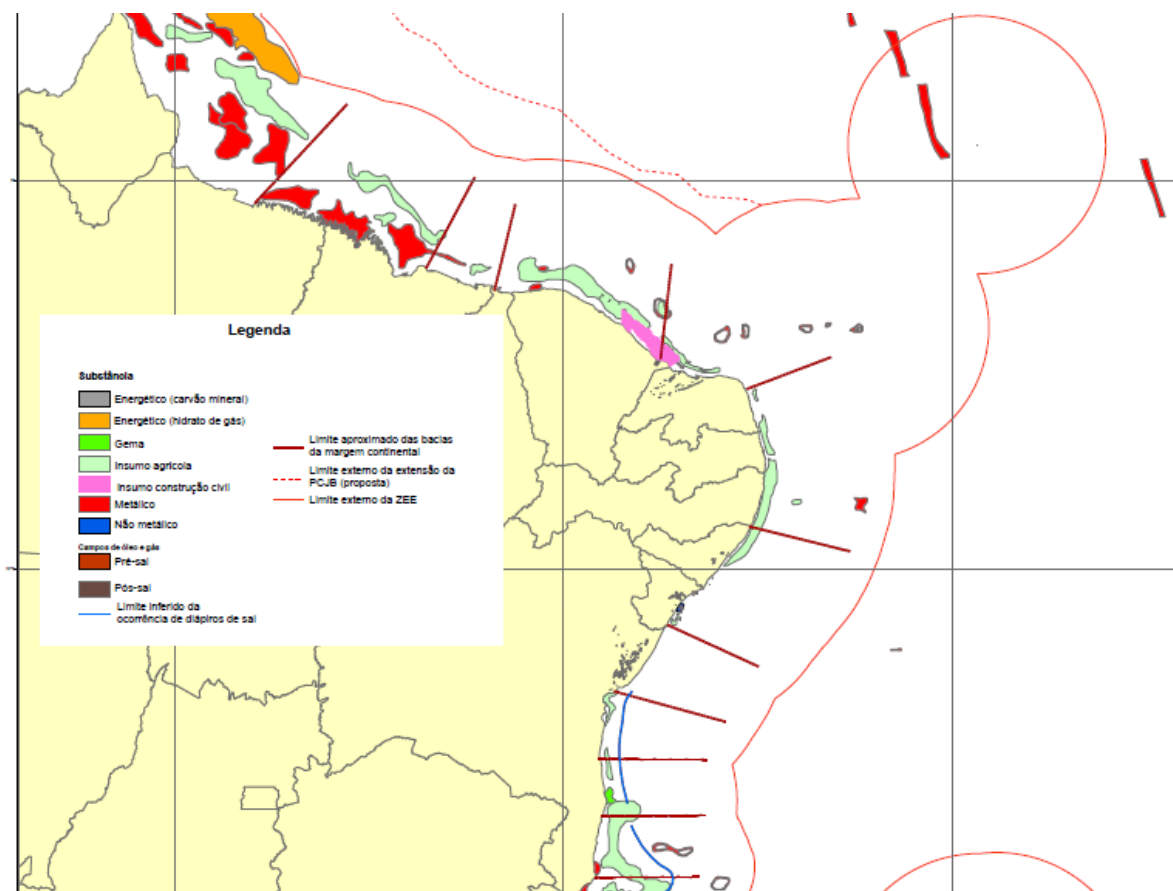 Legenda
Substância
Energético (carvão mineral)
Energético (hidrato de gás)
Gema
Insumo agrícola
Insumo construção civil
Metálico
Não metálico
Campos de óleo e gás
Pré-sal
Pós-sal
Limite inferido da
ocorrência de diápiros de sal
Limite aproximado das bacias
da margem continental
Limite externo da extensão da
PCJB (proposta)
Limite externo da ZEE